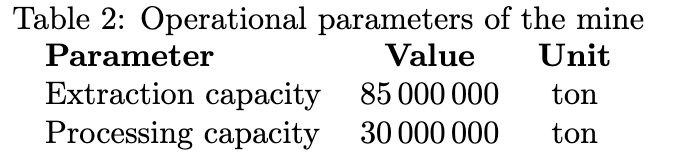 Table 2: Operational parameters of the mine
Parameter Value Unit
Extraction capacity 85 000 000 ton
Processing capacity 30 000 000 ton